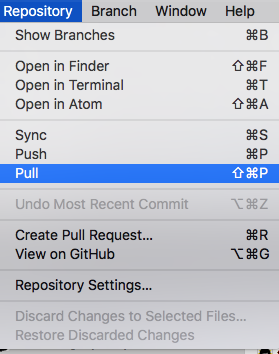 Repository Branch Window Help
Show Branches ⌘B
Open in Finder ⇧⌘F
Open in Terminal ⌘T
Open in Atom ⇧⌘A
Sync ⌘S
Push ⌘P
Pull ⇧⌘P
Undo Most Recent Commit ⌥⌘Z
Create Pull Request... ⌘R
View on GitHub ⌥⌘G
Repository Settings...
Discard Changes to Selected Files...
Restore Discarded Changes